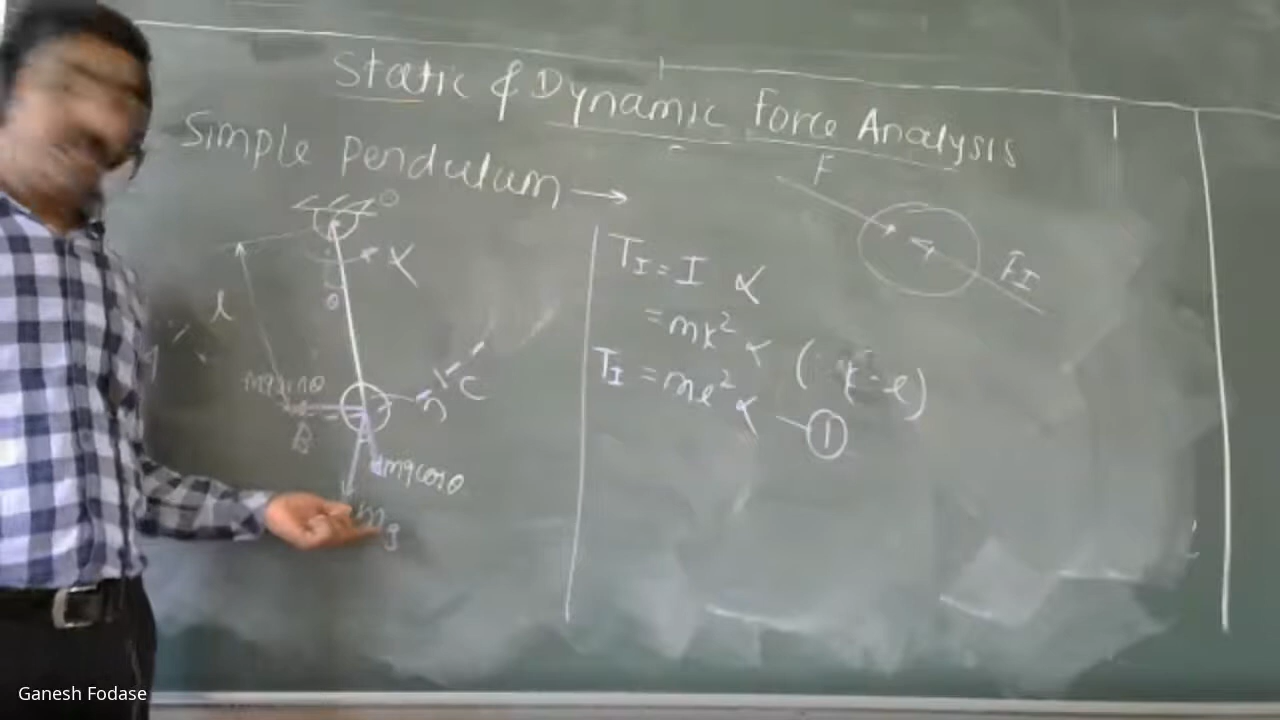 Static & Dynamic Force Analysis
Simple Pendulum →
O
α
θ
l
mg sinθ
B
C
mg cosθ
mg
T_I = I α
= mk² α (k = l)
T_I = ml² α — ①
F
F_I
Ganesh Fodase